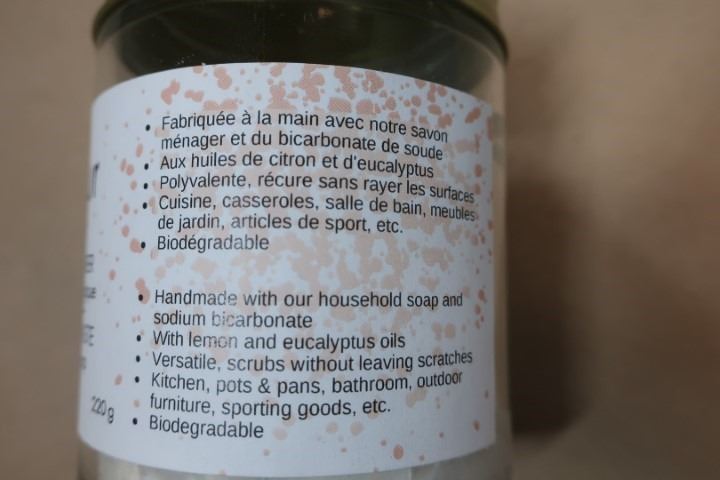 • Fabriquée à la main avec notre savon
ménager et du bicarbonate de soude
• Aux huiles de citron et d'eucalyptus
• Polyvalente, récure sans rayer les surfaces
• Cuisine, casseroles, salle de bain, meubles
de jardin, articles de sport, etc.
• Biodégradable
• Handmade with our household soap and
sodium bicarbonate
• With lemon and eucalyptus oils
• Versatile, scrubs without leaving scratches
• Kitchen, pots & pans, bathroom, outdoor
furniture, sporting goods, etc.
• Biodegradable
220 g